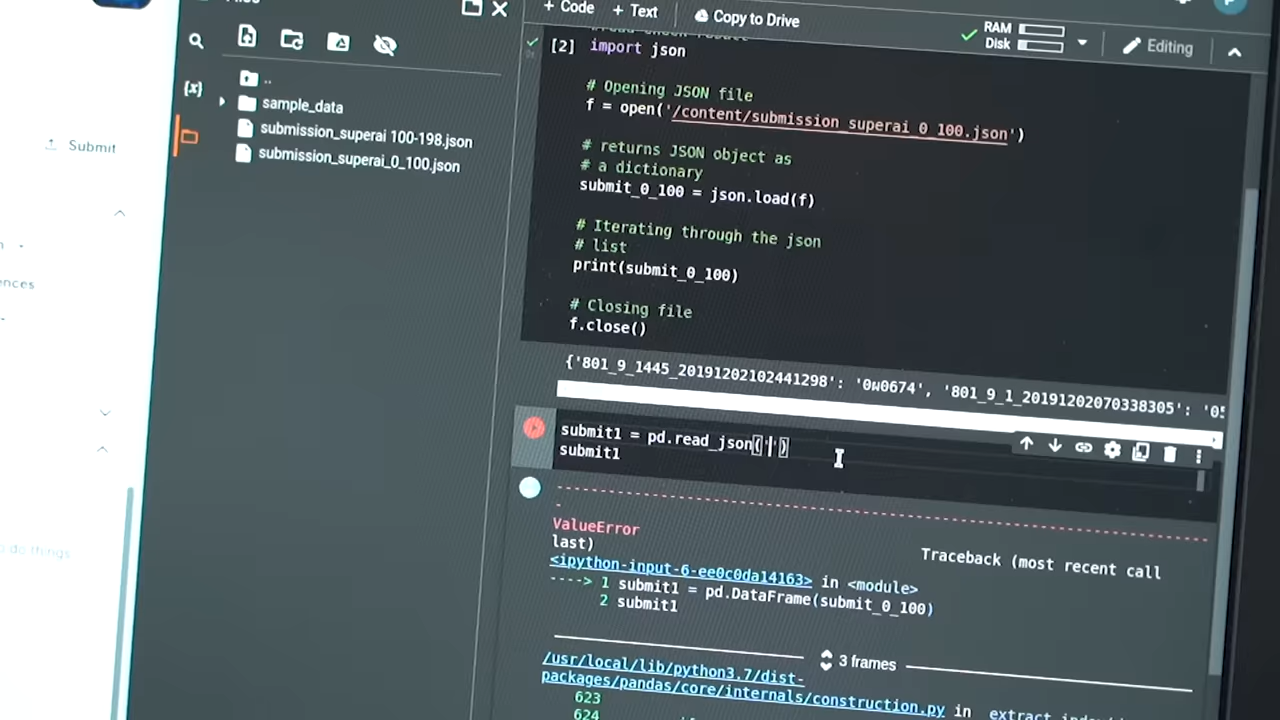 + Code + Text Copy to Drive
RAM
Disk
Editing
[2] import json
# Opening JSON file
f = open('/content/submission_superai_0_100.json')
# returns JSON object as
# a dictionary
submit_0_100 = json.load(f)
# Iterating through the json
# list
print(submit_0_100)
# Closing file
f.close()
{'801_9_1445_20191202102441298': '0w0674', '801_9_1_20191202070338305': '05
submit1 = pd.read_json('')
submit1
-
ValueError
Traceback (most recent call
last)
<ipython-input-6-ee0c0da14163> in <module>
----> 1 submit1 = pd.DataFrame(submit_0_100)
2 submit1
3 frames
/usr/local/lib/python3.7/dist-
packages/pandas/core/internals/construction.py in
623
624
{x}
..
sample_data
submission_superai 100-198.json
submission_superai_0_100.json
Submit
ences
do things